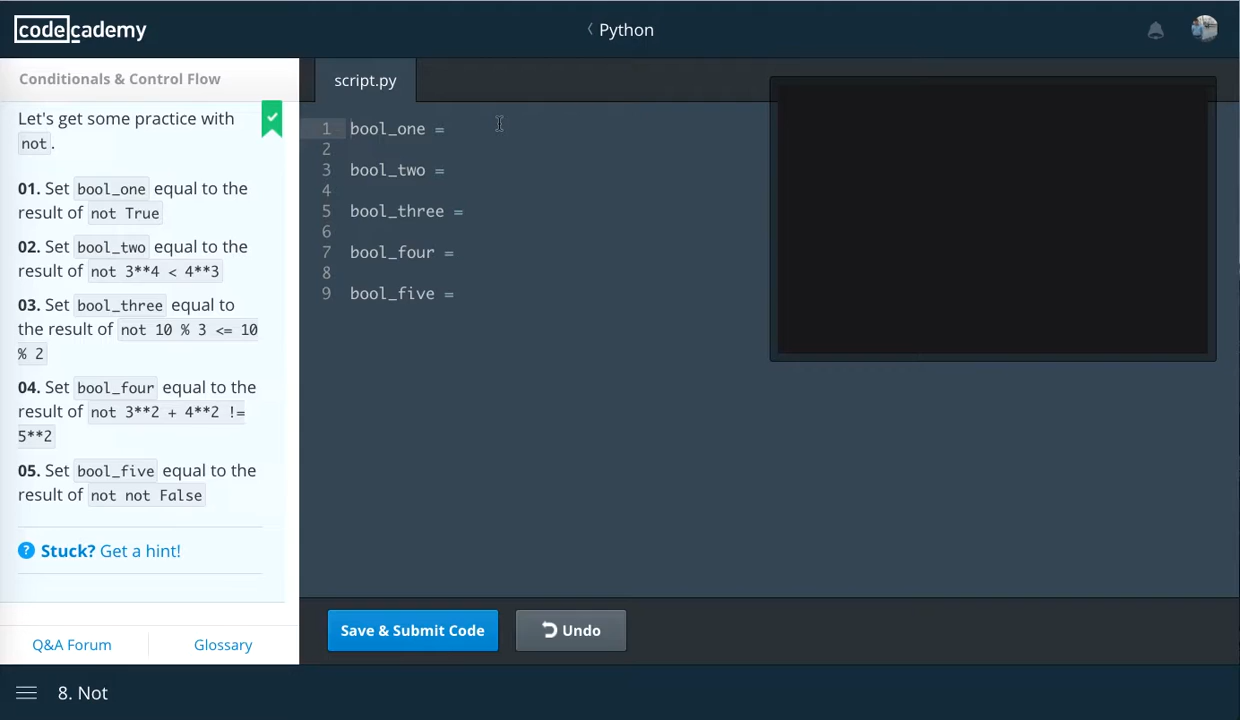 codecademy
Python
Conditionals & Control Flow
script.py
Let's get some practice with
not.
01. Set bool_one equal to the
result of not True
02. Set bool_two equal to the
result of not 3**4 < 4**3
03. Set bool_three equal to
the result of not 10 % 3 <= 10
% 2
04. Set bool_four equal to the
result of not 3**2 + 4**2 !=
5**2
05. Set bool_five equal to the
result of not not False
? Stuck? Get a hint!
Q&A Forum
Glossary
1 bool_one =
2
3 bool_two =
4
5 bool_three =
6
7 bool_four =
8
9 bool_five =
Save & Submit Code
Undo
8. Not